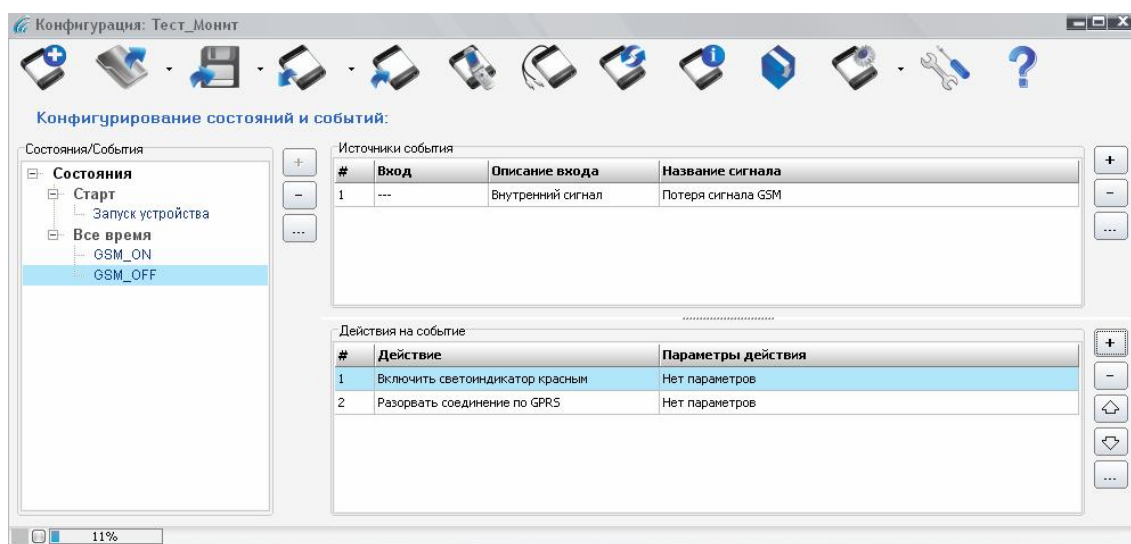 Конфигурация: Тест_Монит
Конфигурирование состояний и событий:
Состояния/События
Состояния
Старт
Запуск устройства
Все время
GSM_ON
GSM_OFF
+
-
...
Источники события
# Вход Описание входа Название сигнала
1 --- Внутренний сигнал Потеря сигнала GSM
+
-
...
Действия на событие
# Действие Параметры действия
1 Включить светоиндикатор красным Нет параметров
2 Разорвать соединение по GPRS Нет параметров
+
-
...
11%